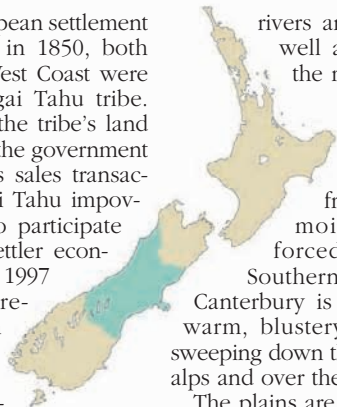 pean settlement
in 1850, both
West Coast were
gai Tahu tribe.
the tribe's land
the government
s sales transac-
i Tahu impov-
o participate
ettler econ-
1997
re-
rivers an
well a
the r
fr
moi
forced
Southern
Canterbury is
warm, blustery
sweeping down t
alps and over the
The plains are